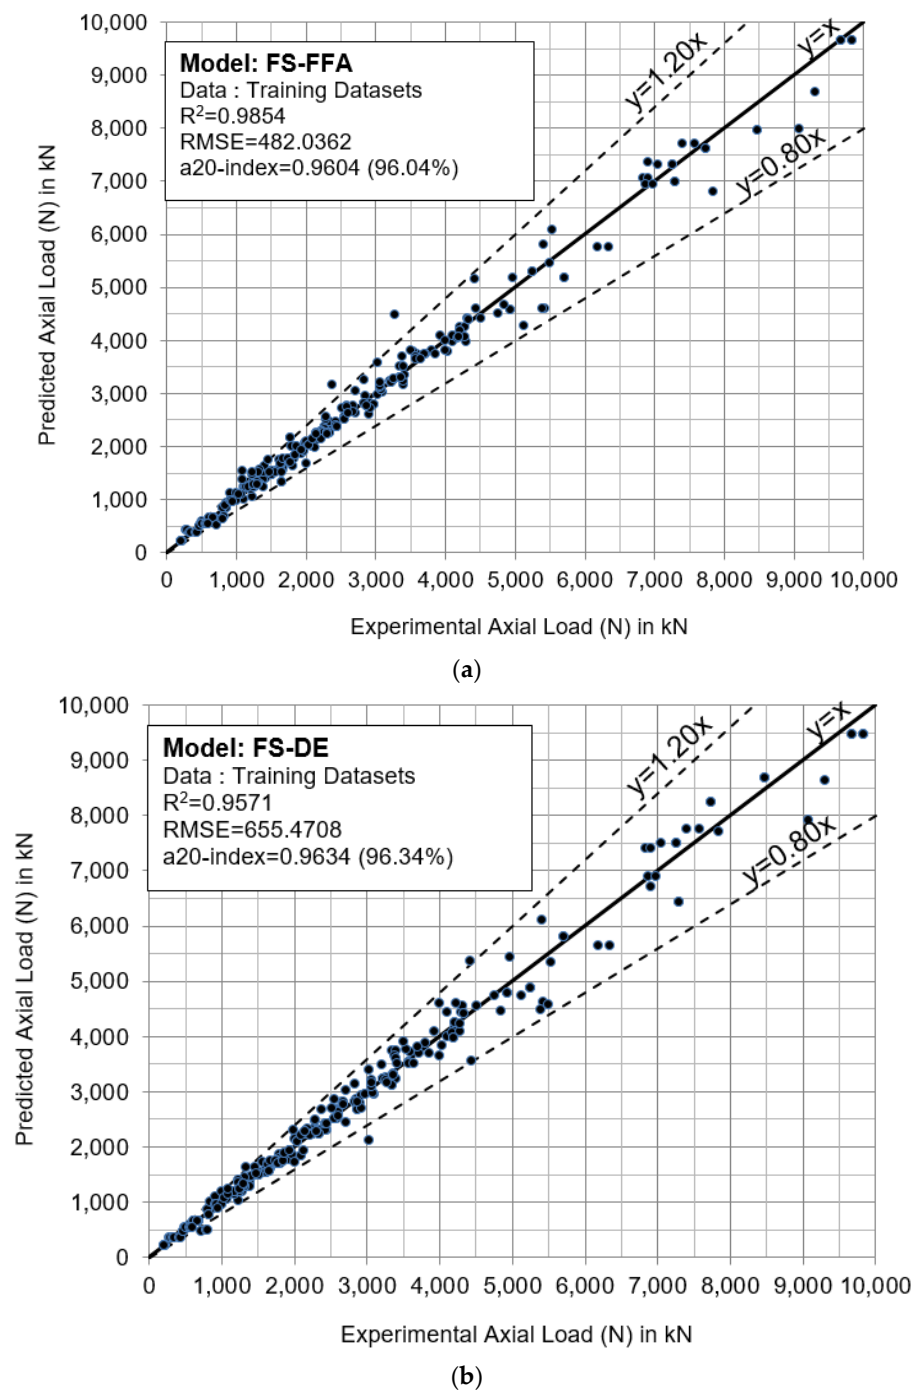 (a)
10,000
9,000
8,000
7,000
6,000
5,000
4,000
3,000
2,000
1,000
0
Predicted Axial Load (N) in kN
Model: FS-FFA
Data : Training Datasets
R²=0.9854
RMSE=482.0362
a20-index=0.9604 (96.04%)
y=1.20x
y=x
y=0.80x
0 1,000 2,000 3,000 4,000 5,000 6,000 7,000 8,000 9,000 10,000
Experimental Axial Load (N) in kN
(a)
10,000
9,000
8,000
7,000
6,000
5,000
4,000
3,000
2,000
1,000
0
Predicted Axial Load (N) in kN
Model: FS-DE
Data : Training Datasets
R²=0.9571
RMSE=655.4708
a20-index=0.9634 (96.34%)
y=1.20x
y=x
y=0.80x
0 1,000 2,000 3,000 4,000 5,000 6,000 7,000 8,000 9,000 10,000
Experimental Axial Load (N) in kN
(b)